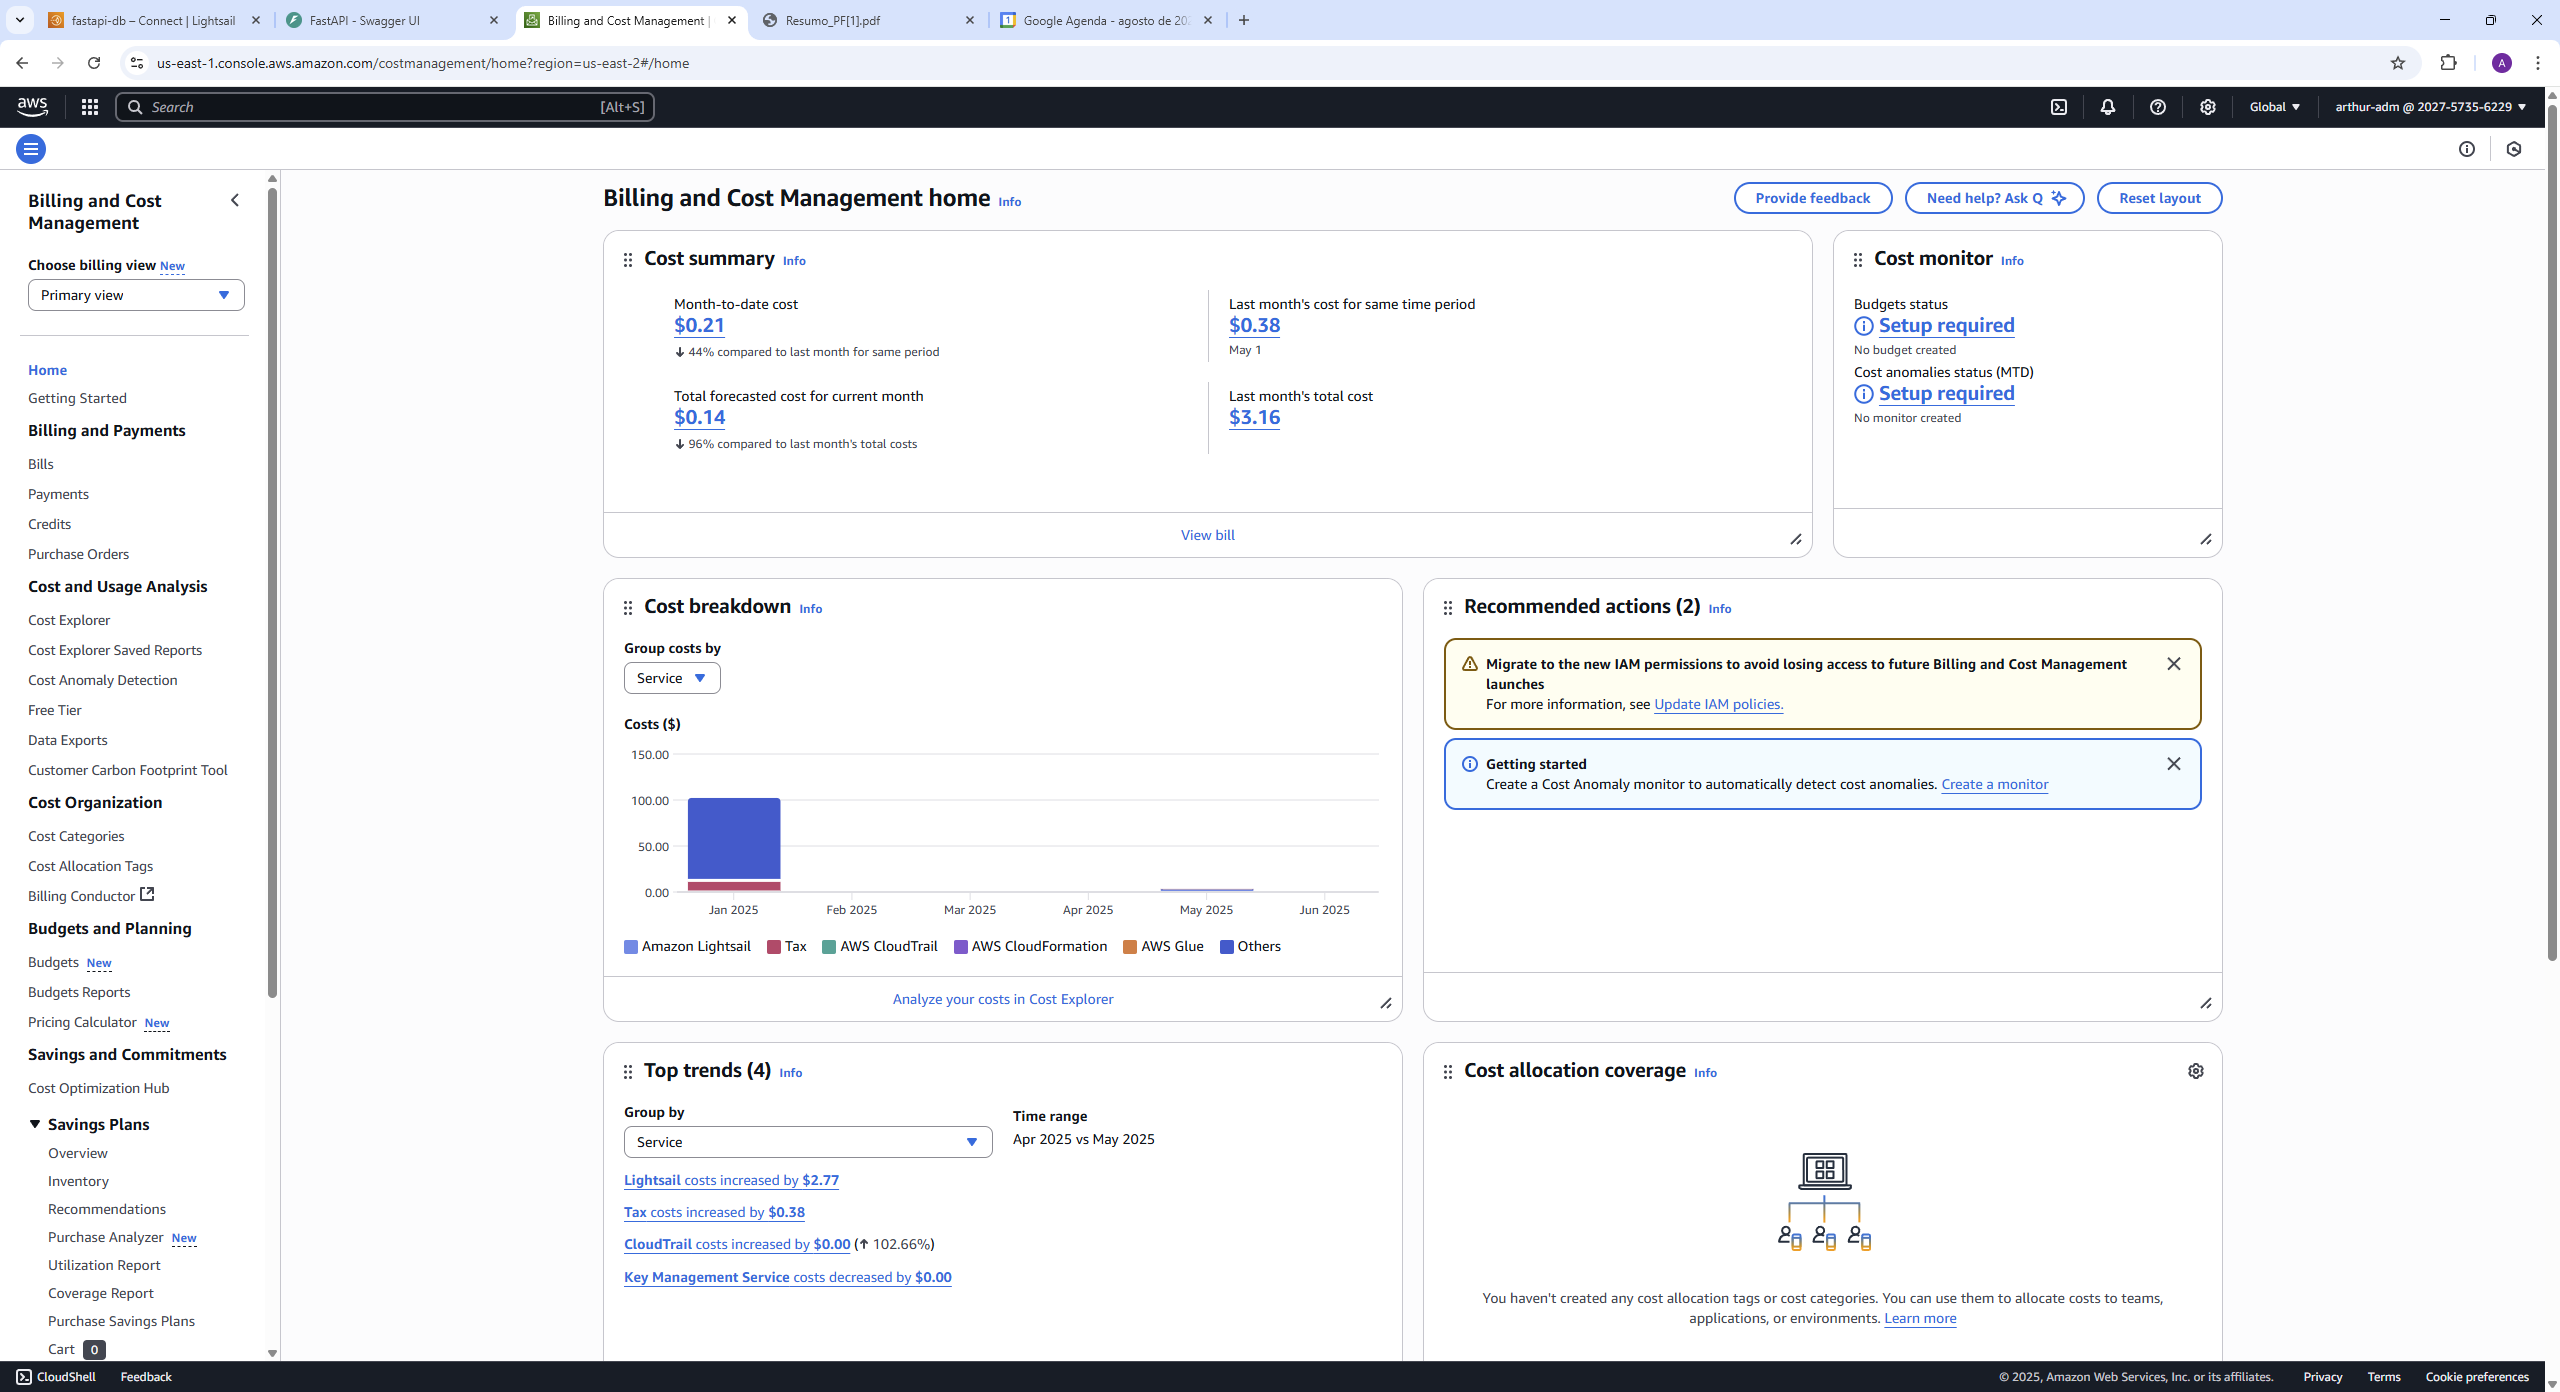 fastapi-db – Connect | Lightsail
FastAPI - Swagger UI
Billing and Cost Management |
Resumo_PF[1].pdf
Google Agenda - agosto de 20
us-east-1.console.aws.amazon.com/costmanagement/home?region=us-east-2#/home
A
aws
Search
[Alt+S]
Global
arthur-adm @ 2027-5735-6229
Billing and Cost Management
Choose billing view New
Primary view
Home
Getting Started
Billing and Payments
Bills
Payments
Credits
Purchase Orders
Cost and Usage Analysis
Cost Explorer
Cost Explorer Saved Reports
Cost Anomaly Detection
Free Tier
Data Exports
Customer Carbon Footprint Tool
Cost Organization
Cost Categories
Cost Allocation Tags
Billing Conductor
Budgets and Planning
Budgets New
Budgets Reports
Pricing Calculator New
Savings and Commitments
Cost Optimization Hub
Savings Plans
Overview
Inventory
Recommendations
Purchase Analyzer New
Utilization Report
Coverage Report
Purchase Savings Plans
Cart 0
Billing and Cost Management home Info
Provide feedback
Need help? Ask Q
Reset layout
Cost summary Info
Month-to-date cost
$0.21
44% compared to last month for same period
Last month's cost for same time period
$0.38
May 1
Total forecasted cost for current month
$0.14
96% compared to last month's total costs
Last month's total cost
$3.16
View bill
Cost monitor Info
Budgets status
Setup required
No budget created
Cost anomalies status (MTD)
Setup required
No monitor created
Cost breakdown Info
Group costs by
Service
Costs ($)
150.00
100.00
50.00
0.00
Jan 2025 Feb 2025 Mar 2025 Apr 2025 May 2025 Jun 2025
Amazon Lightsail Tax AWS CloudTrail AWS CloudFormation AWS Glue Others
Analyze your costs in Cost Explorer
Recommended actions (2) Info
Migrate to the new IAM permissions to avoid losing access to future Billing and Cost Management
launches
For more information, see Update IAM policies.
Getting started
Create a Cost Anomaly monitor to automatically detect cost anomalies. Create a monitor
Top trends (4) Info
Group by
Service
Time range
Apr 2025 vs May 2025
Lightsail costs increased by $2.77
Tax costs increased by $0.38
CloudTrail costs increased by $0.00 (↑ 102.66%)
Key Management Service costs decreased by $0.00
Cost allocation coverage Info
You haven't created any cost allocation tags or cost categories. You can use them to allocate costs to teams,
applications, or environments. Learn more
CloudShell
Feedback
© 2025, Amazon Web Services, Inc. or its affiliates.
Privacy
Terms
Cookie preferences